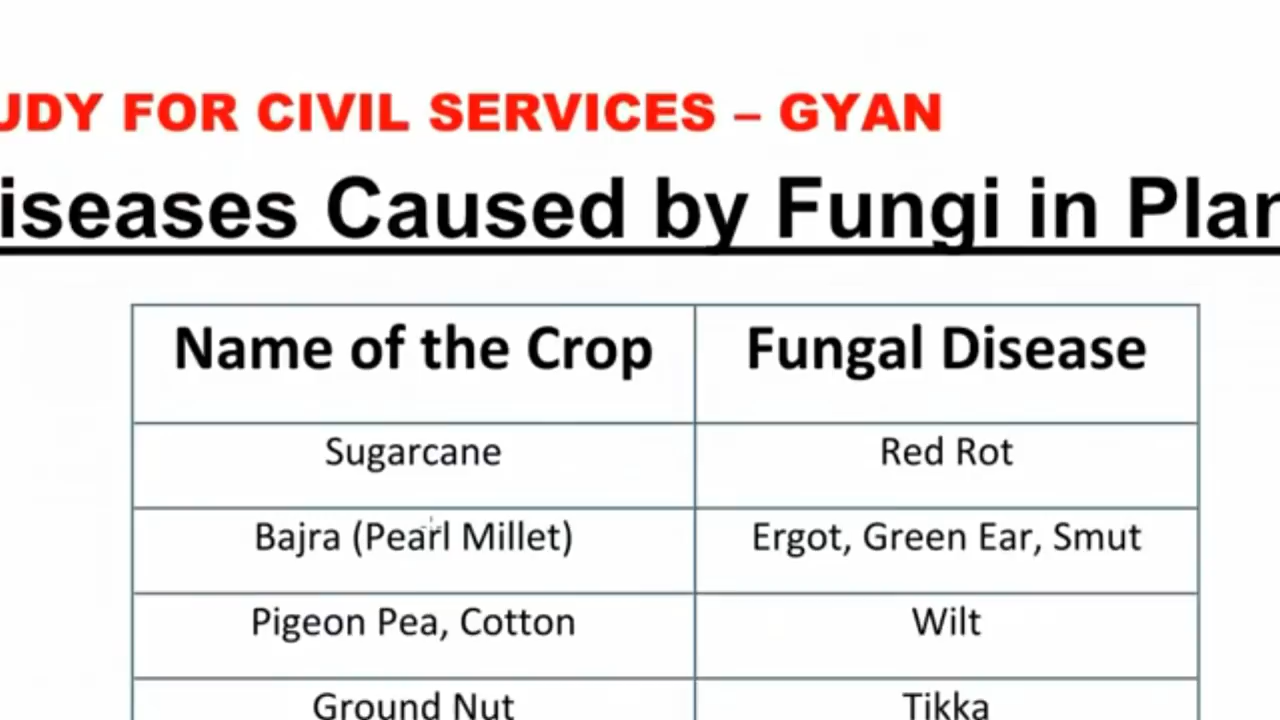 UDY FOR CIVIL SERVICES – GYAN
iseases Caused by Fungi in Plan
Name of the Crop Fungal Disease
Sugarcane Red Rot
Bajra (Pearl Millet) Ergot, Green Ear, Smut
Pigeon Pea, Cotton Wilt
Ground Nut Tikka